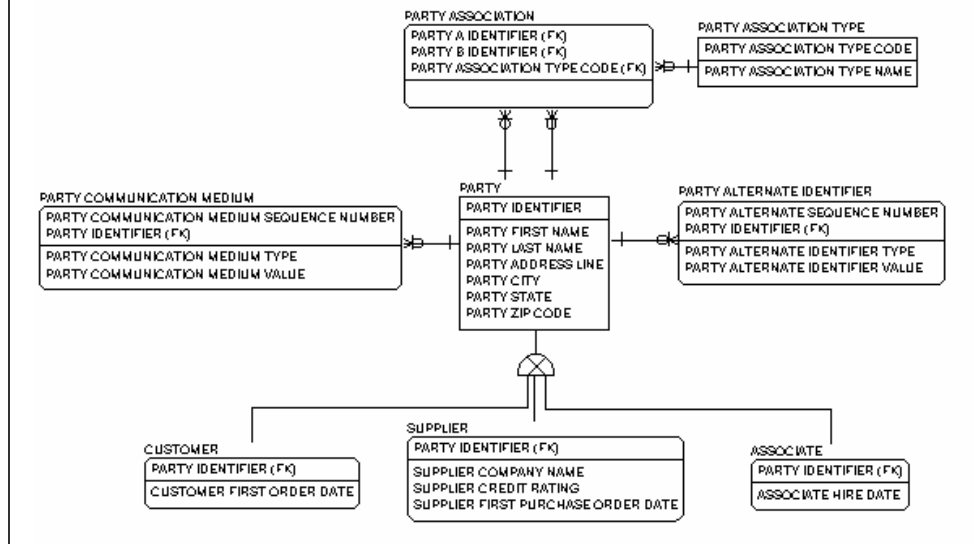 PARTY ASSOCIATION
PARTY A IDENTIFIER (FK)
PARTY B IDENTIFIER (FK)
PARTY ASSOCIATION TYPE CODE (FK)
PARTY ASSOCIATION TYPE
PARTY ASSOCIATION TYPE CODE
PARTY ASSOCIATION TYPE NAME
PARTY COMMUNICATION MEDIUM
PARTY COMMUNICATION MEDIUM SEQUENCE NUMBER
PARTY IDENTIFIER (FK)
PARTY COMMUNICATION MEDIUM TYPE
PARTY COMMUNICATION MEDIUM VALUE
PARTY
PARTY IDENTIFIER
PARTY FIRST NAME
PARTY LAST NAME
PARTY ADDRESS LINE
PARTY CITY
PARTY STATE
PARTY ZIP CODE
PARTY ALTERNATE IDENTIFIER
PARTY ALTERNATE SEQUENCE NUMBER
PARTY IDENTIFIER (FK)
PARTY ALTERNATE IDENTIFIER TYPE
PARTY ALTERNATE IDENTIFIER VALUE
CUSTOMER
PARTY IDENTIFIER (FK)
CUSTOMER FIRST ORDER DATE
SUPPLIER
PARTY IDENTIFIER (FK)
SUPPLIER COMPANY NAME
SUPPLIER CREDIT RATING
SUPPLIER FIRST PURCHASE ORDER DATE
ASSOCIATE
PARTY IDENTIFIER (FK)
ASSOCIATE HIRE DATE